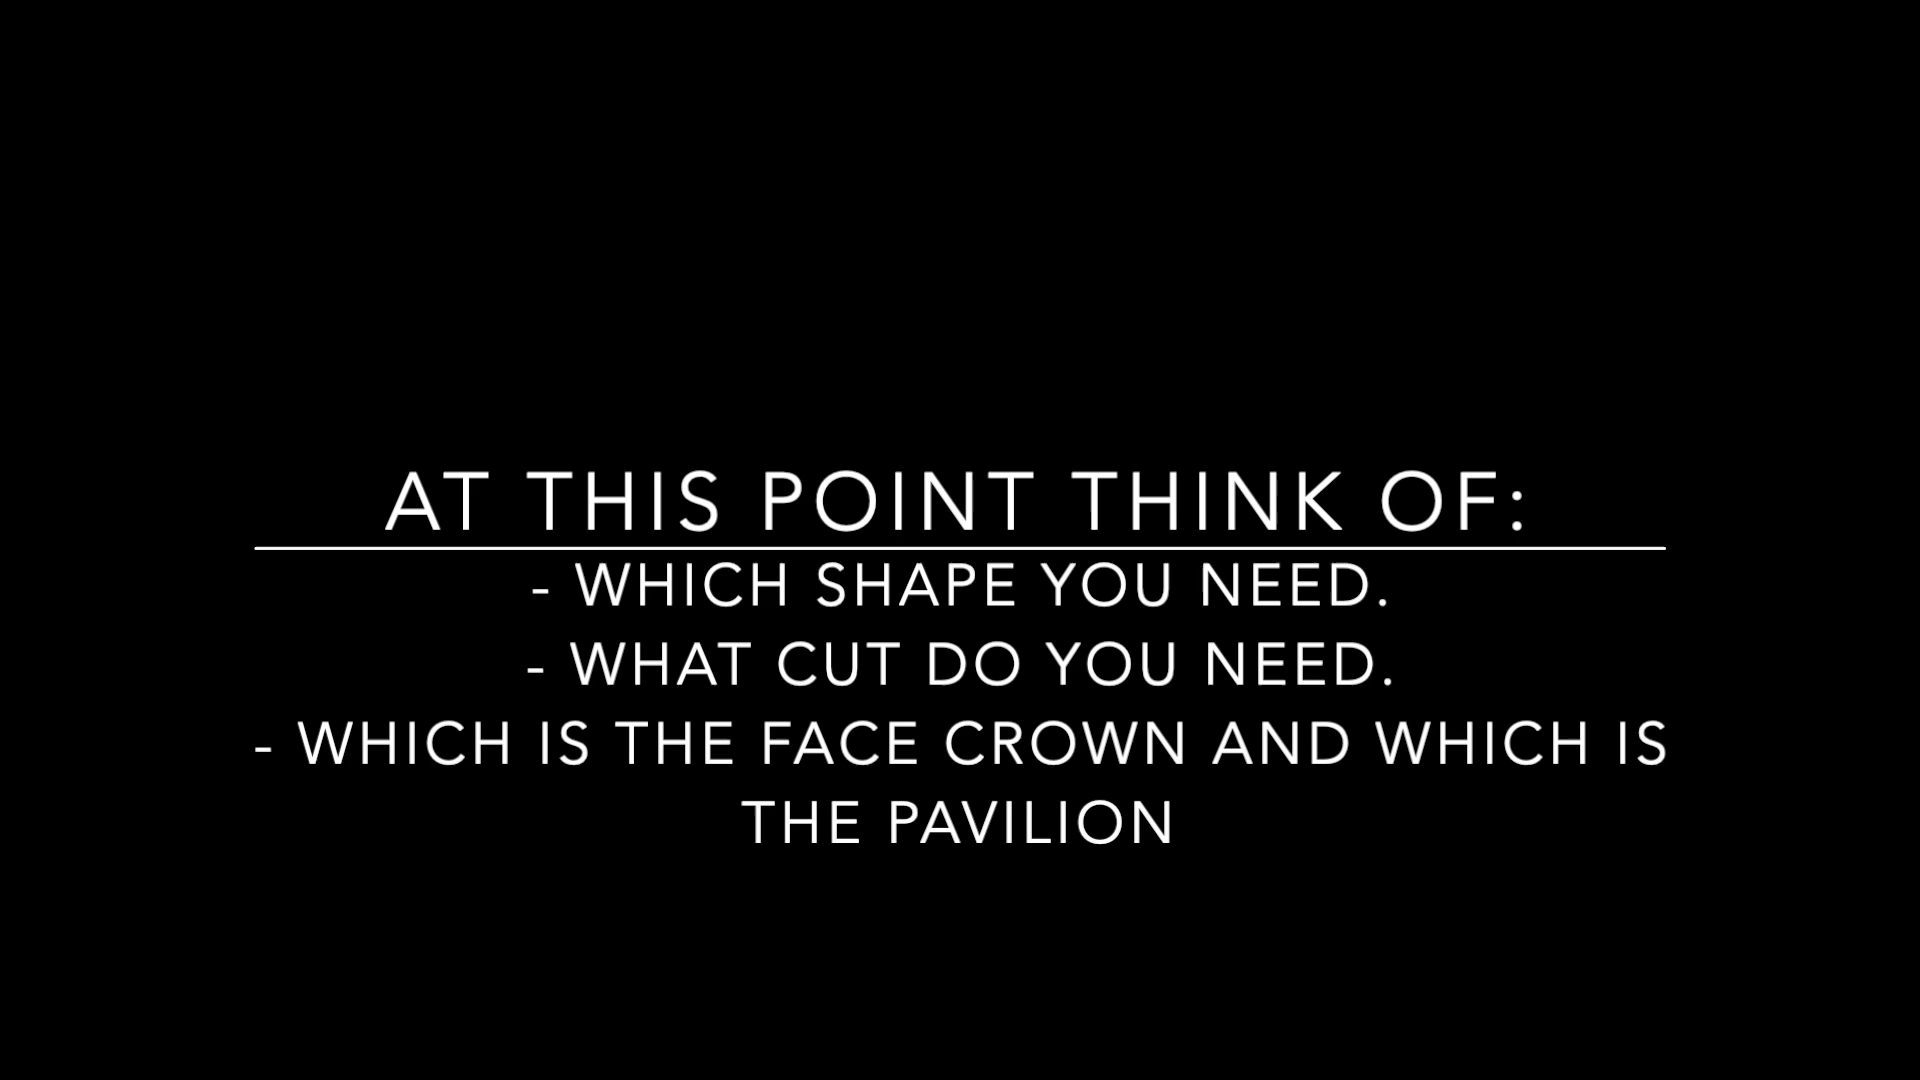 AT THIS POINT THINK OF:
- WHICH SHAPE YOU NEED.
- WHAT CUT DO YOU NEED.
- WHICH IS THE FACE CROWN AND WHICH IS
THE PAVILION